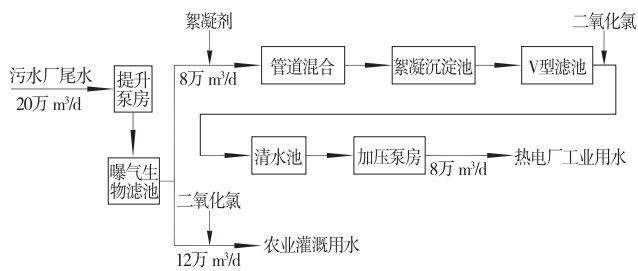 絮凝剂
二氧化氯
污水厂尾水
20万 m³/d
提升
泵房
8万 m³/d
管道混合
絮凝沉淀池
V型滤池
曝气生
物滤池
清水池
加压泵房
8万 m³/d
热电厂工业用水
二氧化氯
12万 m³/d
农业灌溉用水